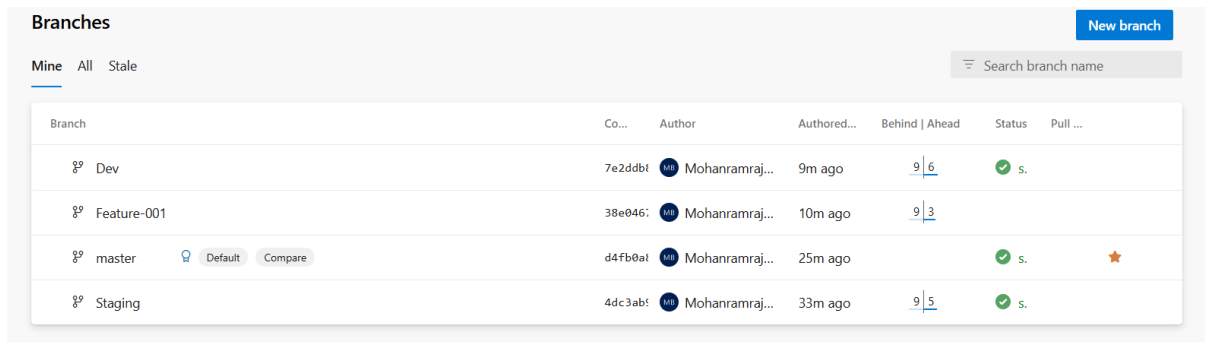 Branches
New branch
Mine All Stale
Search branch name
Branch Co... Author Authored... Behind | Ahead Status Pull ...
Dev 7e2ddb8 MB Mohanramraj... 9m ago 9 6 s.
Feature-001 38e0467 MB Mohanramraj... 10m ago 9 3
master Default Compare d4fb0a8 MB Mohanramraj... 25m ago s.
Staging 4dc3ab9 MB Mohanramraj... 33m ago 9 5 s.